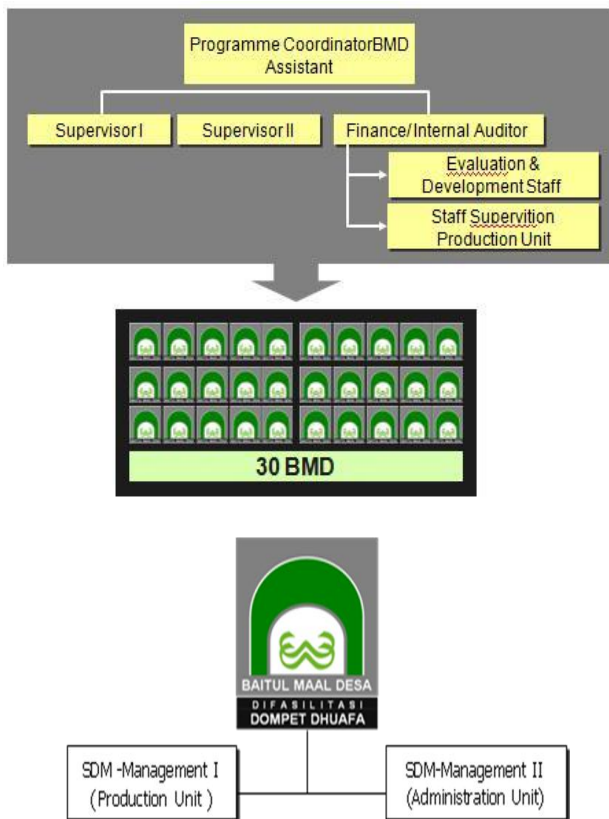 Programme CoordinatorBMD
Assistant
Supervisor I
Supervisor II
Finance/Internal Auditor
Evaluation &
Development Staff
Staff Supervition
Production Unit
30 BMD
BAITUL MAAL DESA
DIFASILITASI
DOMPET DHUAFA
SDM -Management I
( Production Unit )
SDM-Management II
(Administration Unit)